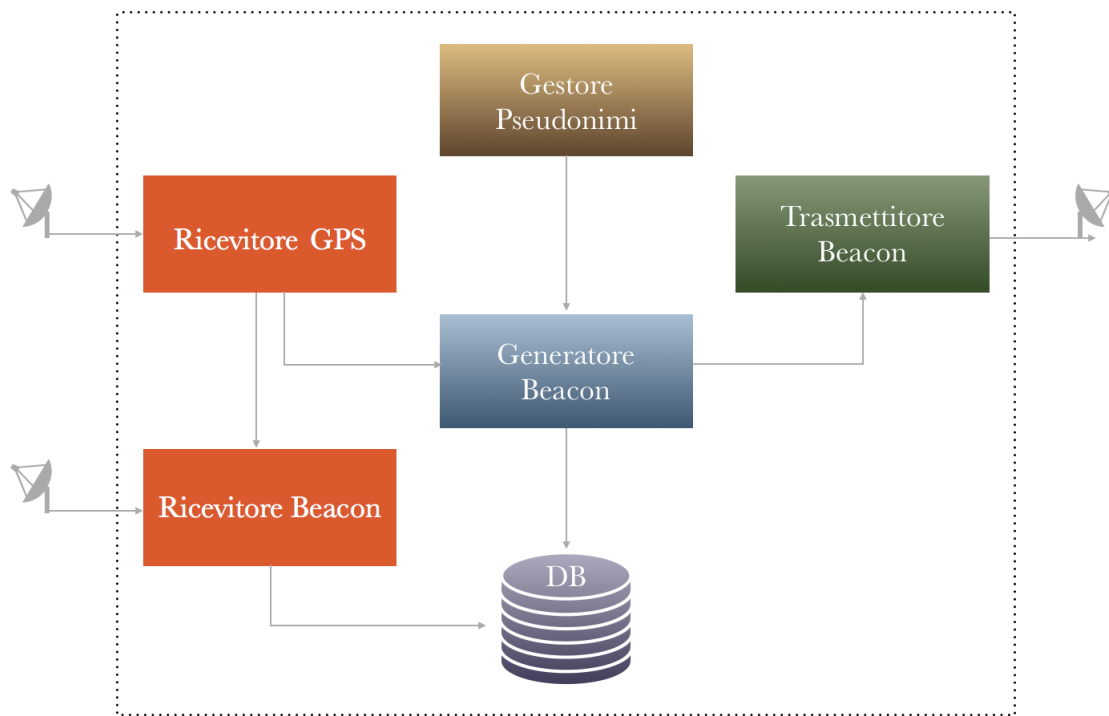 Gestore
Pseudonimi
Ricevitore GPS
Trasmettitore
Beacon
Generatore
Beacon
Ricevitore Beacon
DB